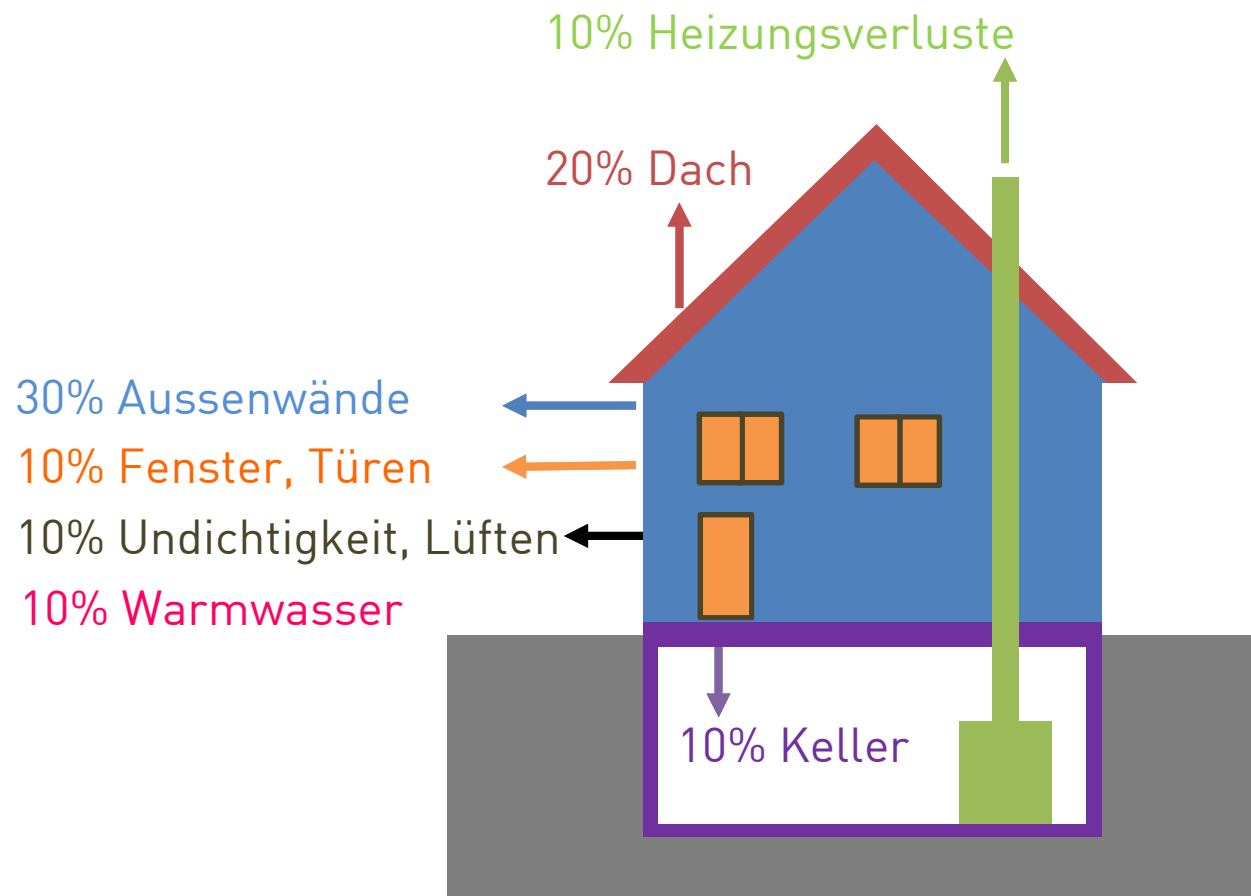 10% Heizungsverluste
20% Dach
30% Aussenwände
10% Fenster, Türen
10% Undichtigkeit, Lüften
10% Warmwasser
10% Keller